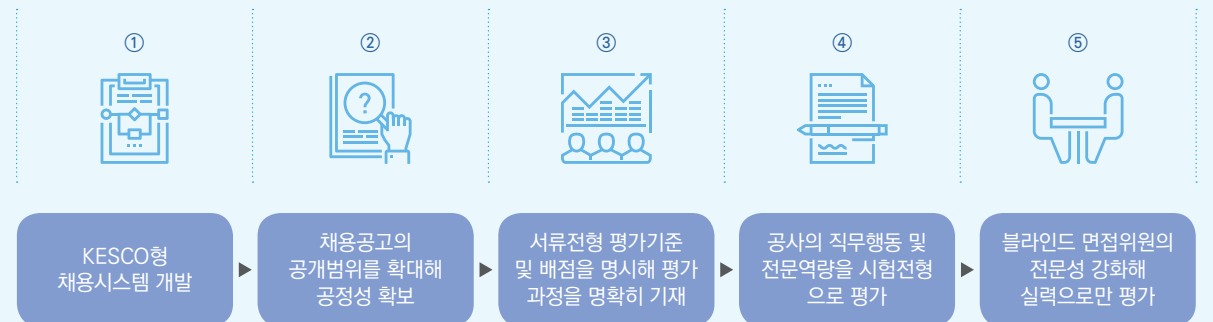 ①
②
③
④
⑤
?
KESCO형
채용시스템 개발
채용공고의
공개범위를 확대해
공정성 확보
서류전형 평가기준
및 배점을 명시해 평가
과정을 명확히 기재
공사의 직무행동 및
전문역량을 시험전형
으로 평가
블라인드 면접위원의
전문성 강화해
실력으로만 평가